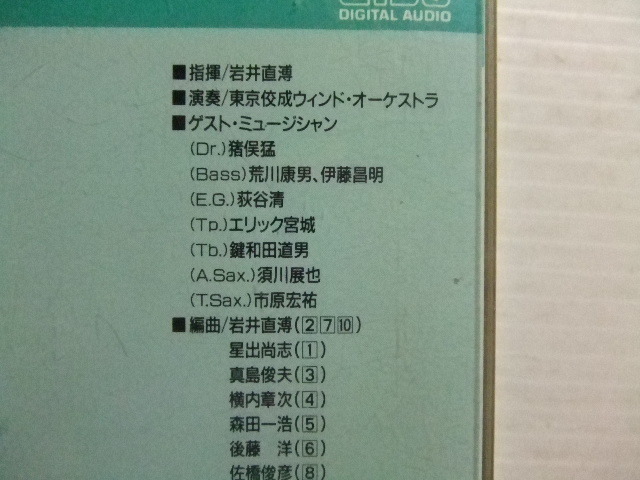 DIGITAL AUDIO
■指揮/岩井直溥
■演奏/東京佼成ウィンド・オーケストラ
■ゲスト・ミュージシャン
(Dr.)猪俣猛
(Bass)荒川康男、伊藤昌明
(E.G.)荻谷清
(Tp.)エリック宮城
(Tb.)鍵和田道男
(A.Sax.)須川展也
(T.Sax.)市原宏祐
■編曲/岩井直溥(2 7 10)
星出尚志(1)
真島俊夫(3)
横内章次(4)
森田一浩(5)
後藤 洋(6)
佐橋俊彦(8)